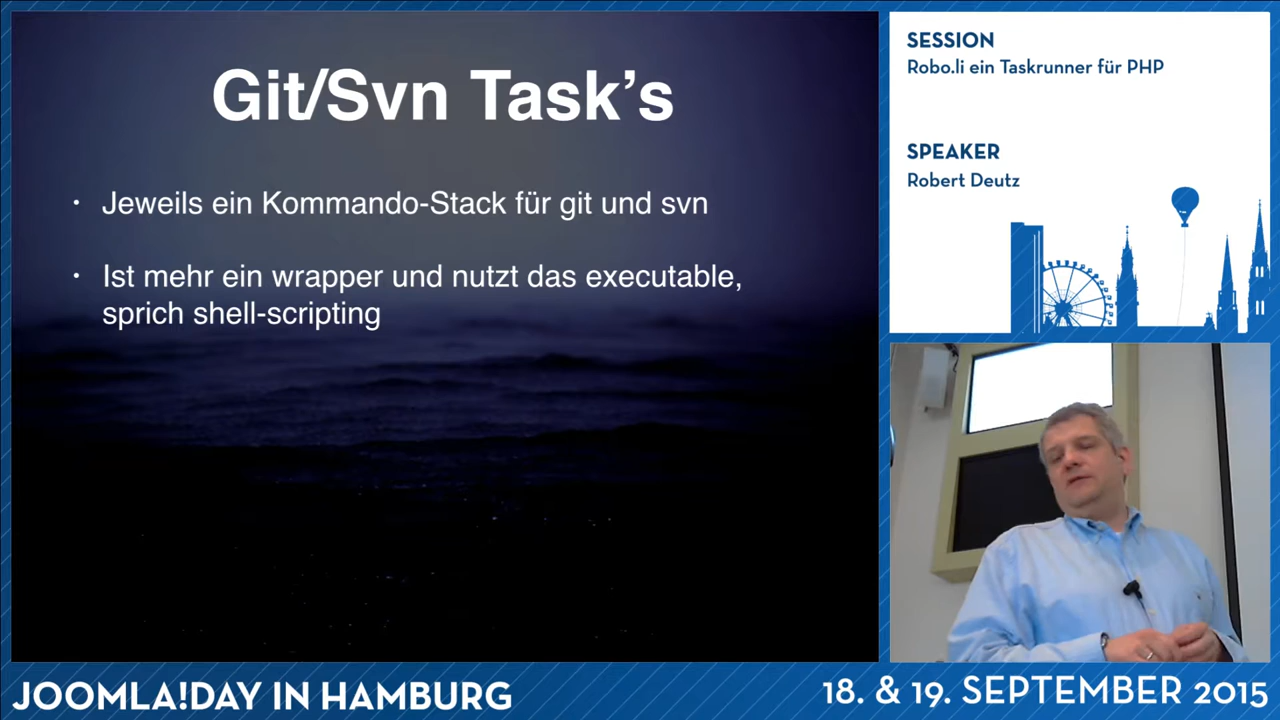 Git/Svn Task’s
• Jeweils ein Kommando-Stack für git und svn
• Ist mehr ein wrapper und nutzt das executable,
sprich shell-scripting
SESSION
Robo.li ein Taskrunner für PHP
SPEAKER
Robert Deutz
JOOMLA!DAY IN HAMBURG
18. & 19. SEPTEMBER 2015